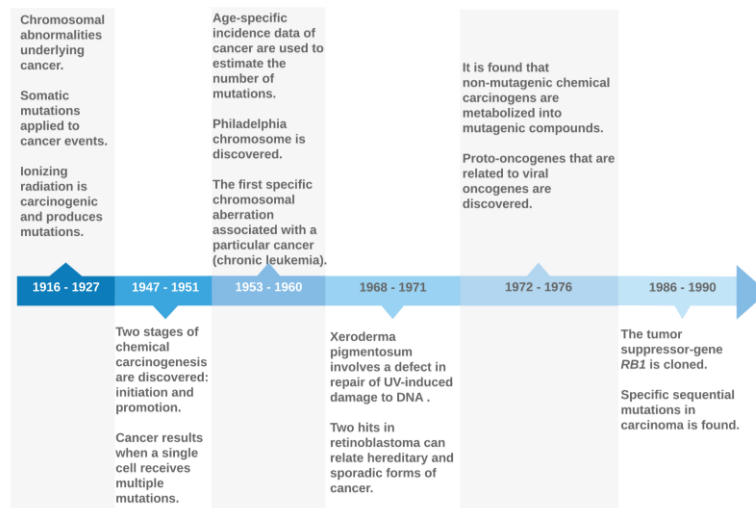 Chromosomal
abnormalities
underlying
cancer.
Somatic
mutations
applied to
cancer events.
Ionizing
radiation is
carcinogenic
and produces
mutations.
Age-specific
incidence data of
cancer are used to
estimate the
number of
mutations.
Philadelphia
chromosome is
discovered.
The first specific
chromosomal
aberration
associated with a
particular cancer
(chronic leukemia).
It is found that
non-mutagenic chemical
carcinogens are
metabolized into
mutagenic compounds.
Proto-oncogenes that are
related to viral
oncogenes are
discovered.
1916 - 1927
1947 - 1951
1953 - 1960
1968 - 1971
1972 - 1976
1986 - 1990
Two stages of
chemical
carcinogenesis
are discovered:
initiation and
promotion.
Cancer results
when a single
cell receives
multiple
mutations.
Xeroderma
pigmentosum
involves a defect in
repair of UV-induced
damage to DNA .
Two hits in
retinoblastoma can
relate hereditary and
sporadic forms of
cancer.
The tumor
suppressor-gene
RB1 is cloned.
Specific sequential
mutations in
carcinoma is found.